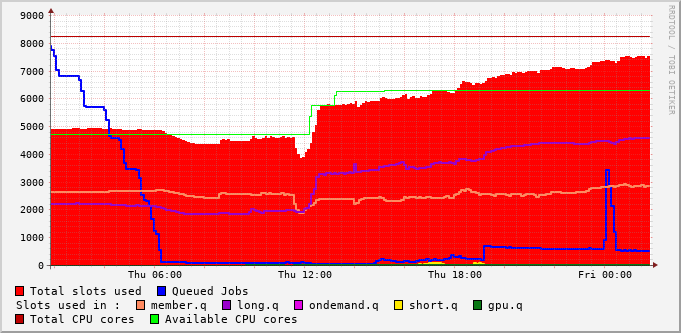 9000
8000
7000
6000
5000
4000
3000
2000
1000
0
Thu 06:00 Thu 12:00 Thu 18:00 Fri 00:00
RRDTOOL / TOBI OETIKER
Total slots used Queued Jobs
Slots used in : member.q long.q ondemand.q short.q gpu.q
Total CPU cores Available CPU cores